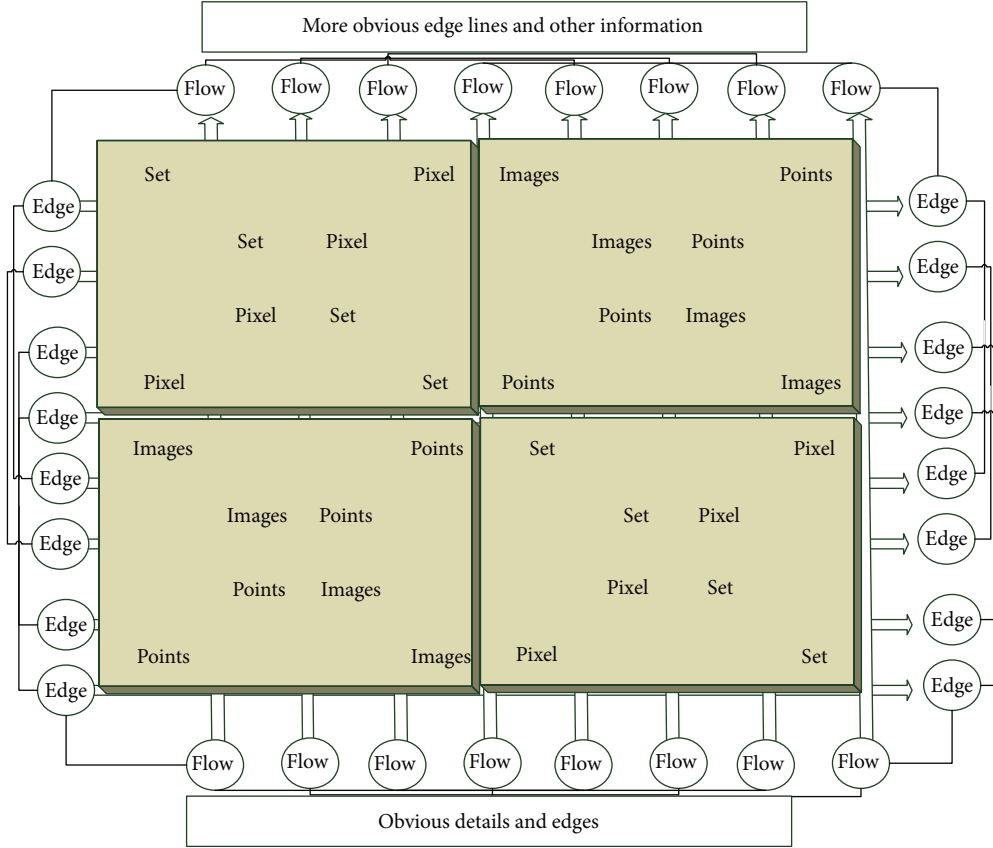 More obvious edge lines and other information
Flow Flow Flow Flow Flow Flow Flow Flow
Set Pixel Images Points
Edge Edge
Set Pixel Images Points
Edge Edge
Pixel Set Points Images
Edge Edge
Pixel Set Points Images
Edge Edge
Images Points Set Pixel
Edge Edge
Images Points Set Pixel
Edge Edge
Points Images Pixel Set
Edge Edge
Points Images Pixel Set
Edge Edge
Flow Flow Flow Flow Flow Flow Flow Flow
Obvious details and edges